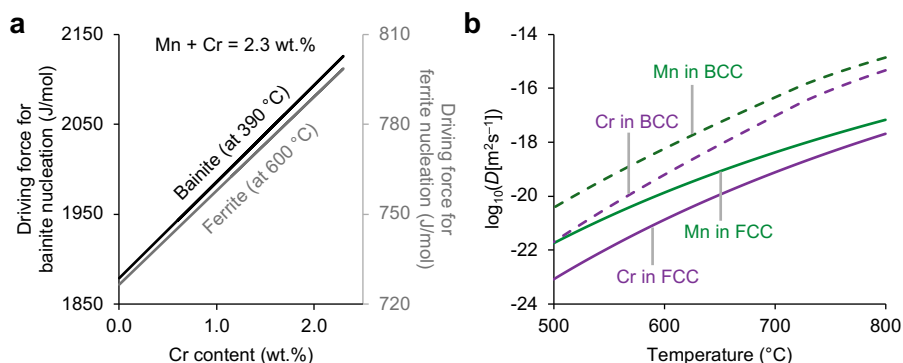 a
Driving force for
bainite nucleation (J/mol)
2150
2050
1950
1850
Mn + Cr = 2.3 wt.%
Bainite (at 390 °C)
Ferrite (at 600 °C)
810
780
750
720
Driving force for
ferrite nucleation (J/mol)
0.0 1.0 2.0
Cr content (wt.%)
b
log₁₀(D[m²s⁻¹])
-14
-16
-18
-20
-22
-24
Mn in BCC
Cr in BCC
Mn in FCC
Cr in FCC
500 600 700 800
Temperature (°C)